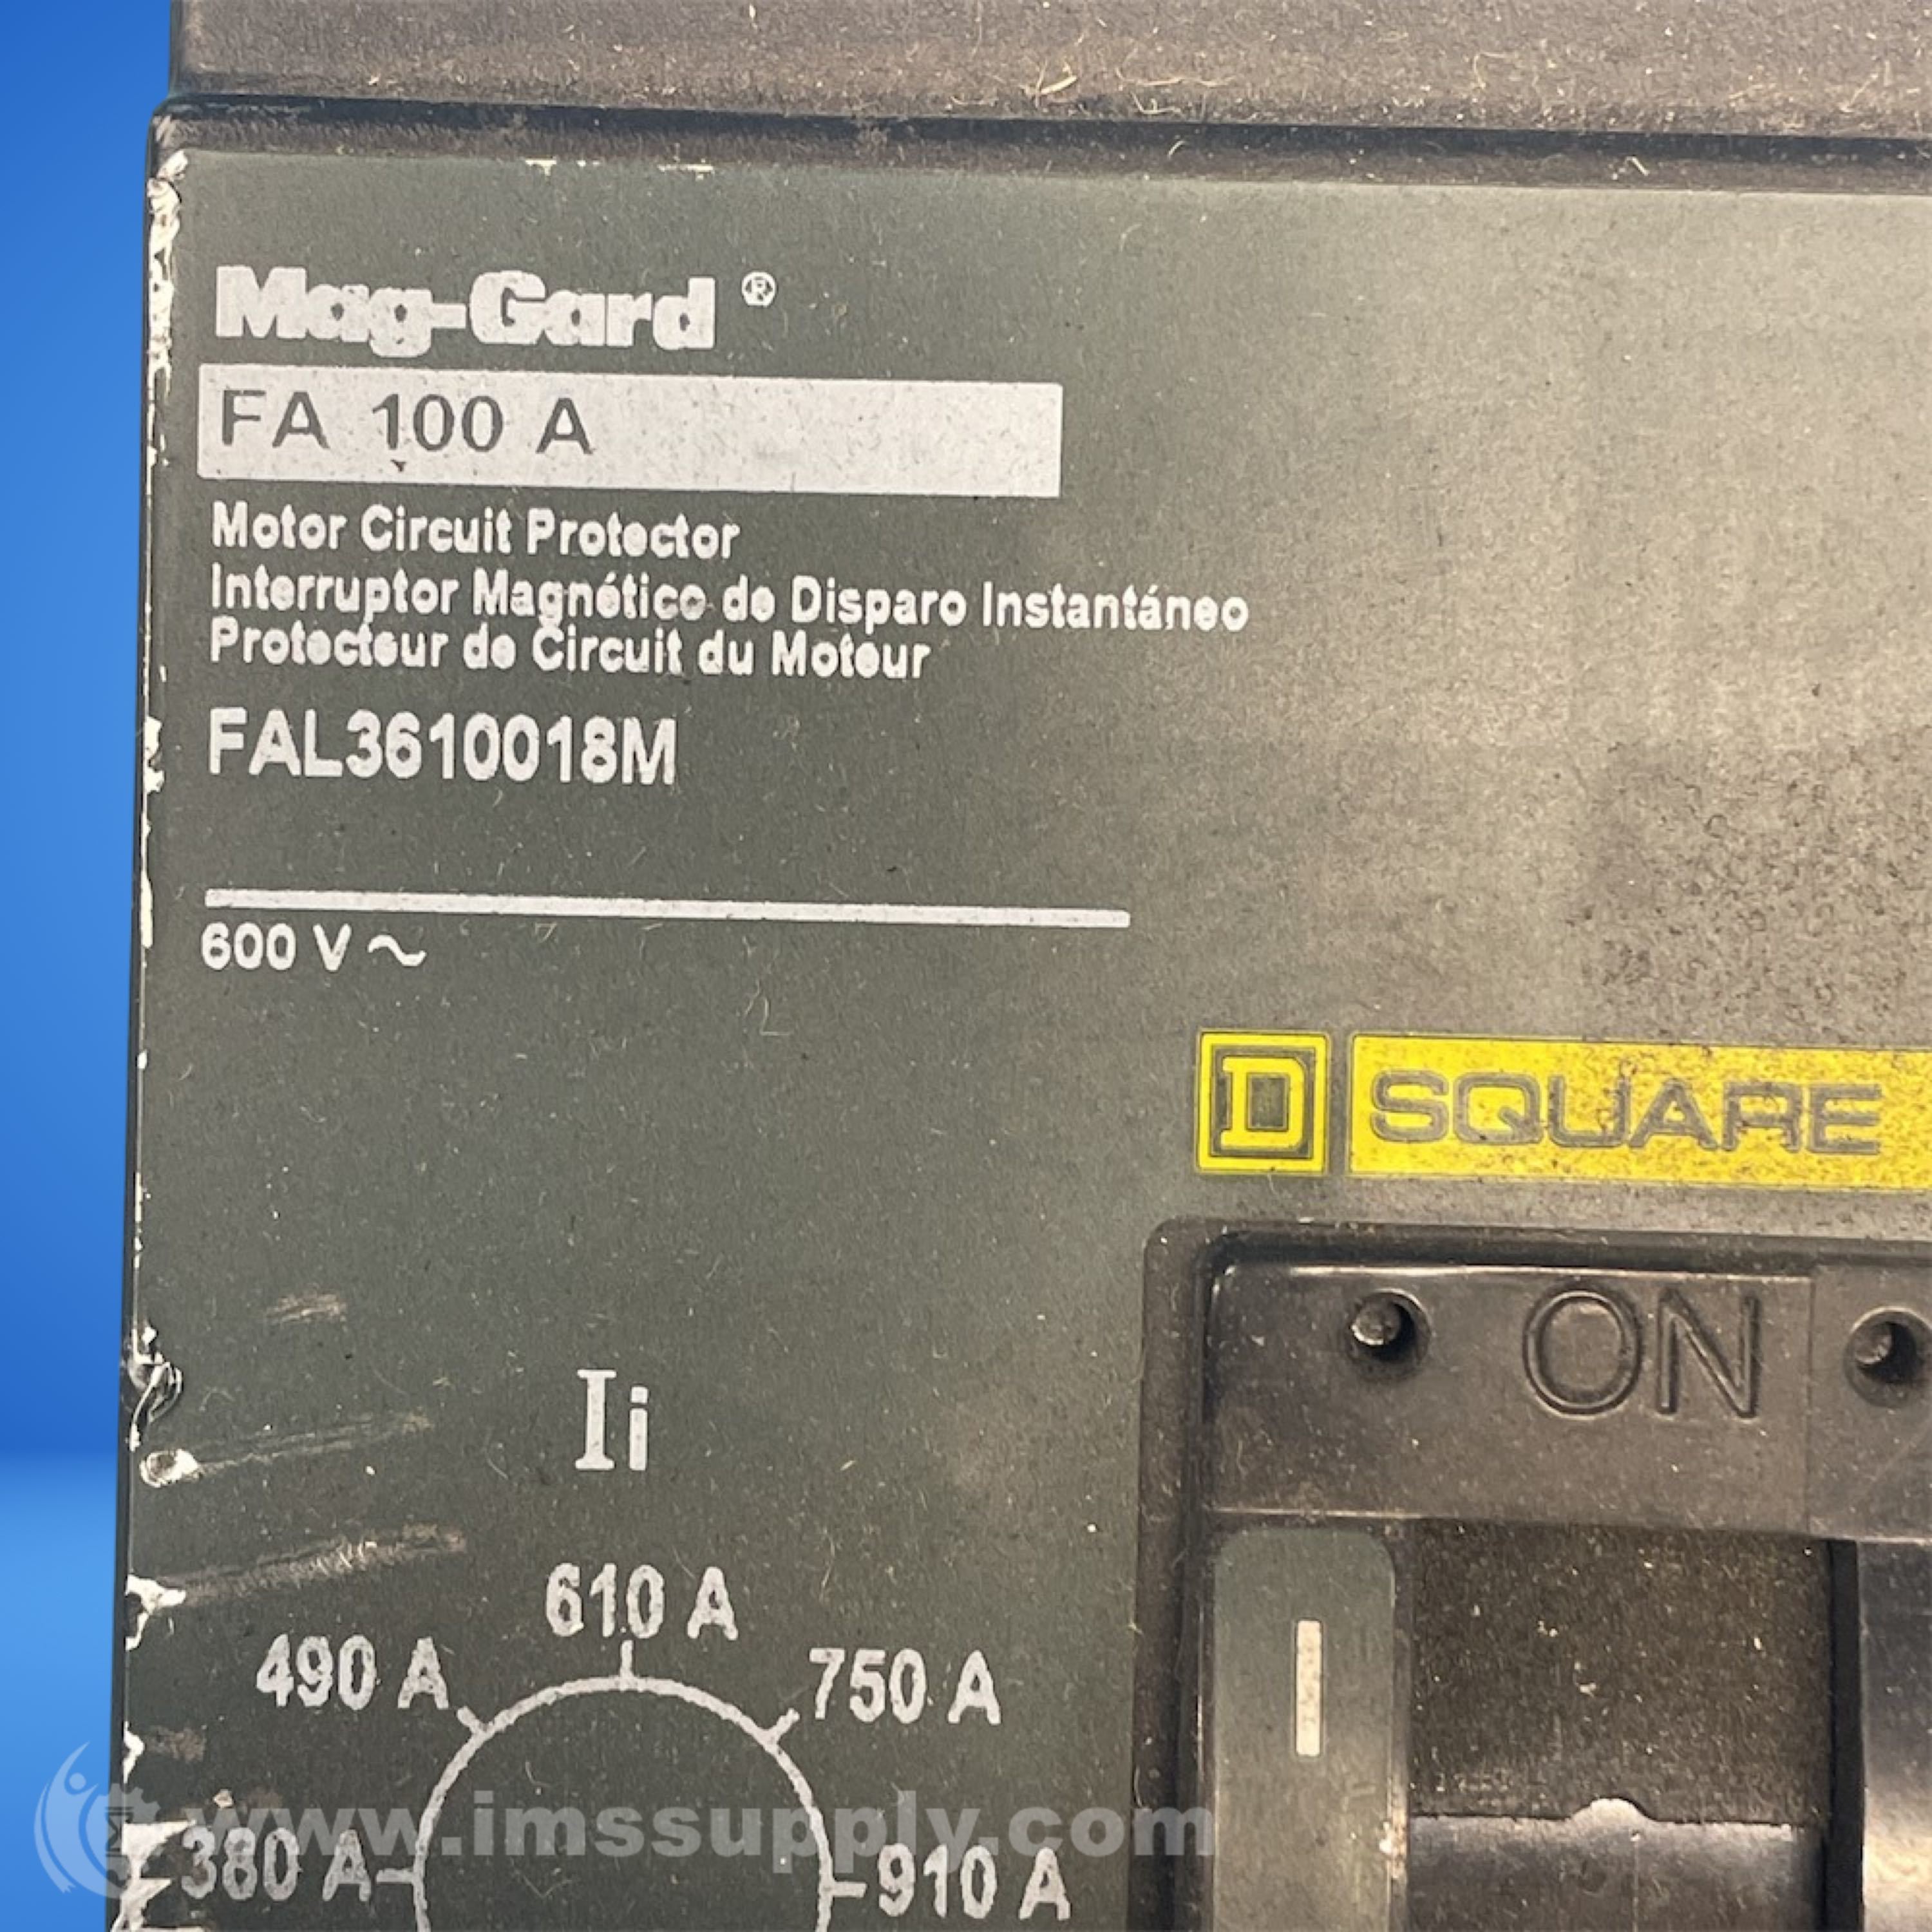 Mag-Gard ®
FA 100 A
Motor Circuit Protector
Interruptor Magnético de Disparo Instantáneo
Protecteur de Circuit du Moteur
FAL3610018M
600 V ~
D SQUARE
ON
I
Ii
610 A
490 A
750 A
380 A
910 A
www.imssupply.com